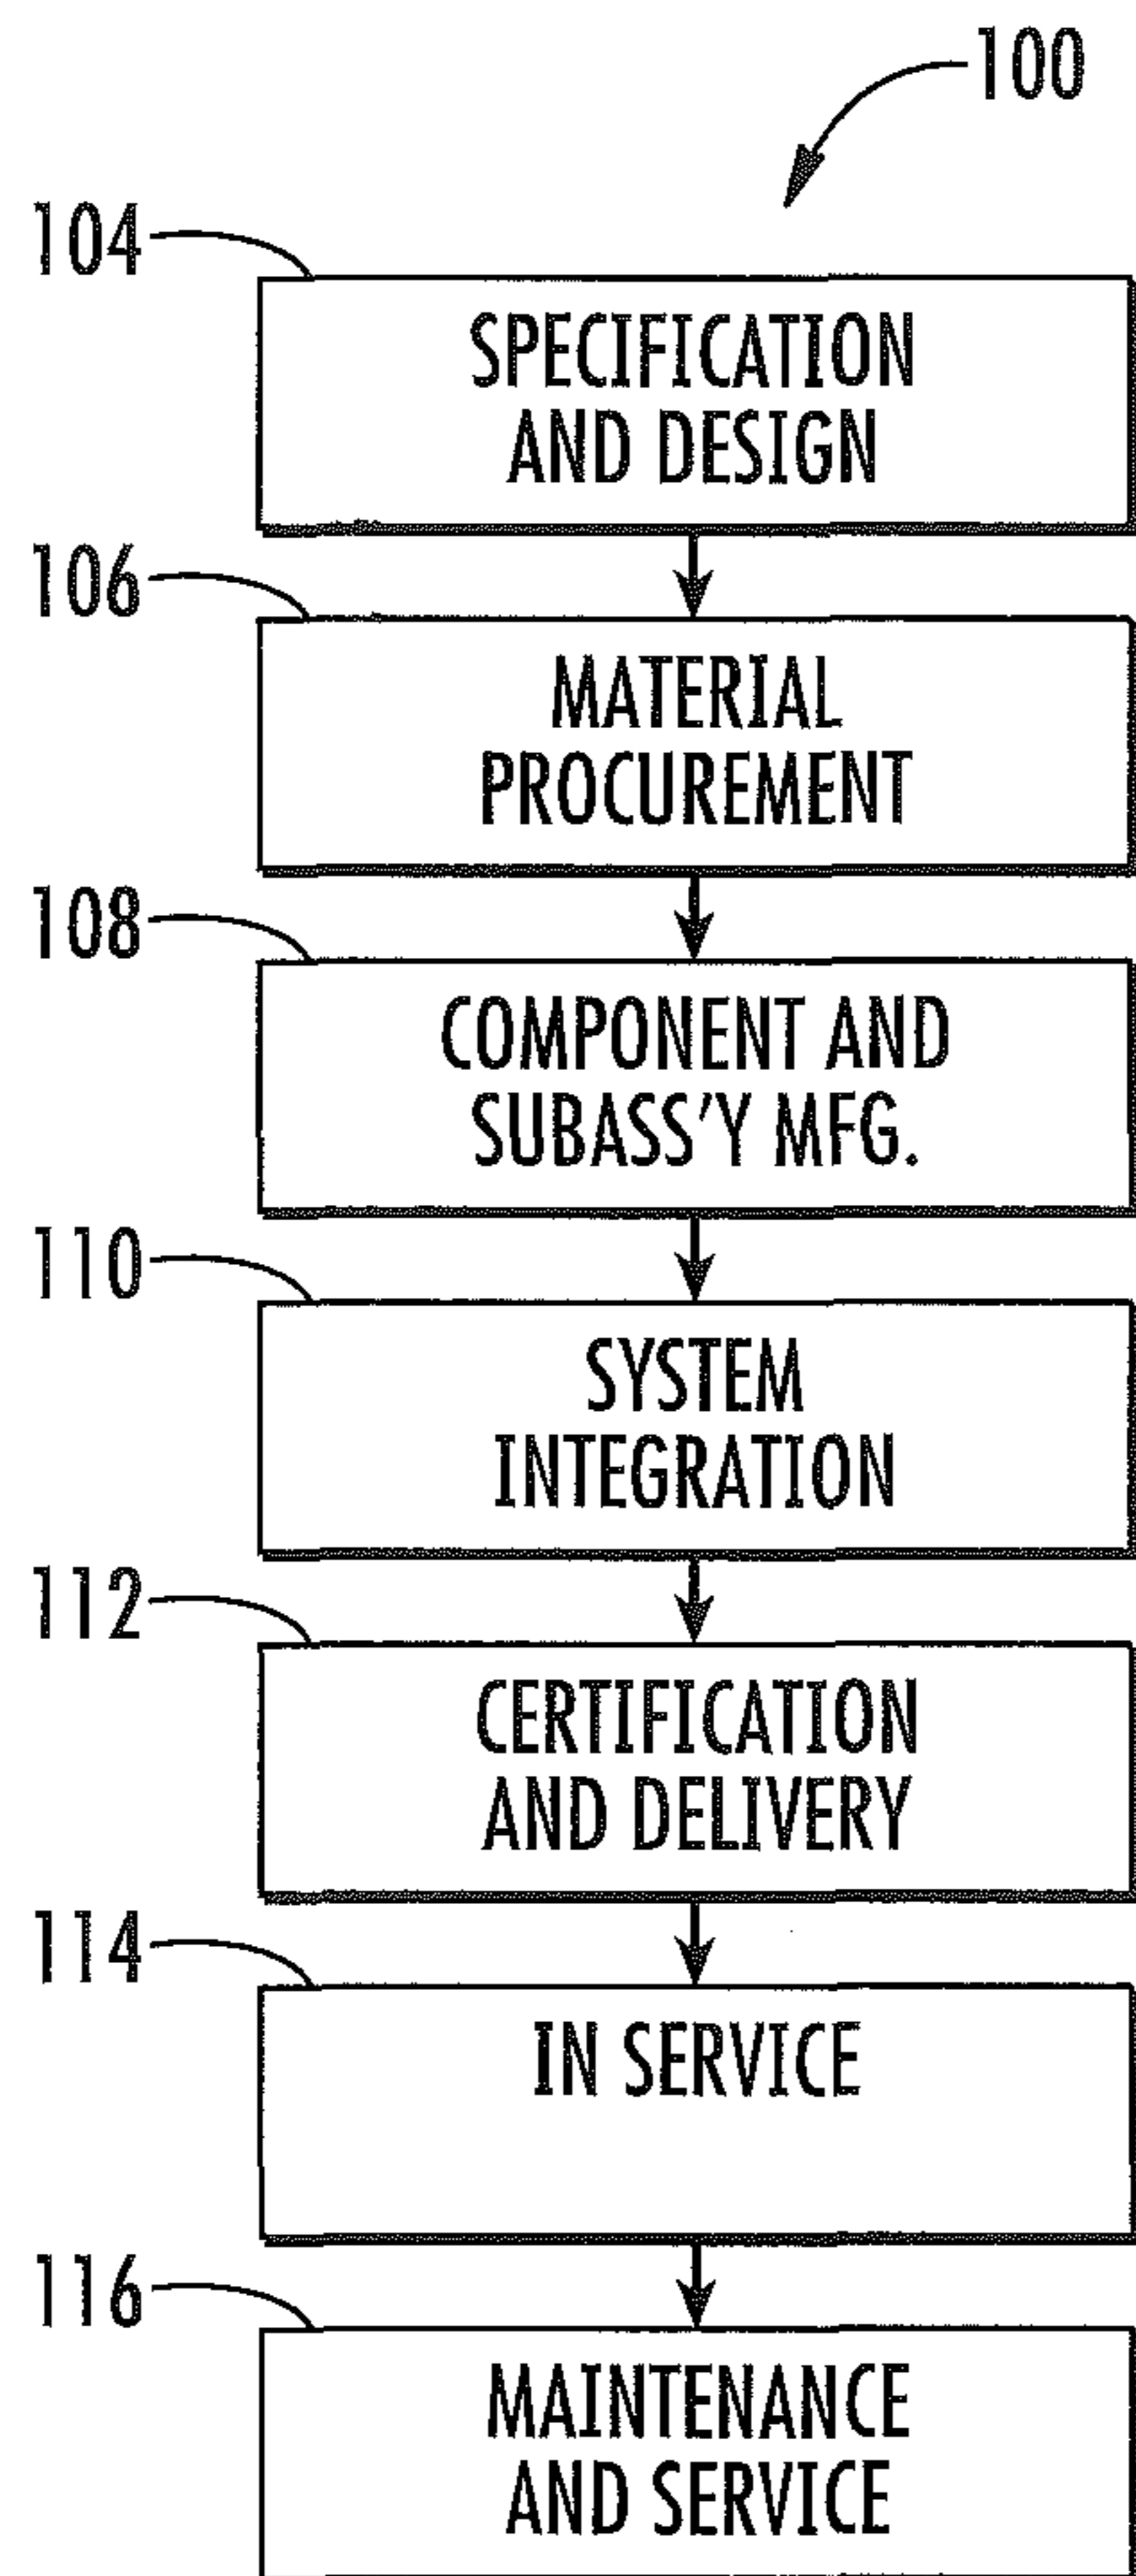 100
104
SPECIFICATION
AND DESIGN
106
MATERIAL
PROCUREMENT
108
COMPONENT AND
SUBASS'Y MFG.
110
SYSTEM
INTEGRATION
112
CERTIFICATION
AND DELIVERY
114
IN SERVICE
116
MAINTENANCE
AND SERVICE